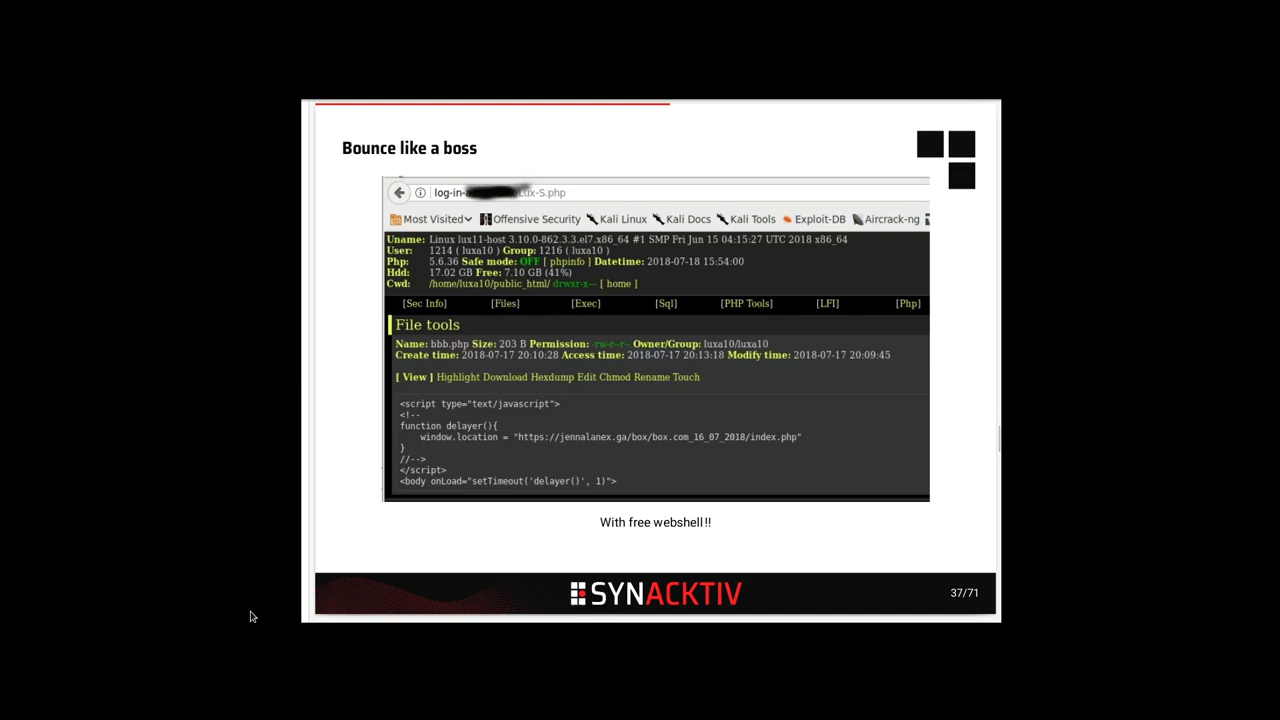 Bounce like a boss
log-in- ux-S.php
Most Visited Offensive Security Kali Linux Kali Docs Kali Tools Exploit-DB Aircrack-ng
Uname: Linux lux11-host 3.10.0-862.3.3.el7.x86_64 #1 SMP Fri Jun 15 04:15:27 UTC 2018 x86_64
User: 1214 ( luxa10 ) Group: 1216 ( luxa10 )
Php: 5.6.36 Safe mode: OFF [ phpinfo ] Datetime: 2018-07-18 15:54:00
Hdd: 17.02 GB Free: 7.10 GB (41%)
Cwd: /home/luxa10/public_html/ drwxr-x--- [ home ]
[Sec Info] [Files] [Exec] [Sql] [PHP Tools] [LFI] [Php]
File tools
Name: bbb.php Size: 203 B Permission: -rw-r--r-- Owner/Group: luxa10/luxa10
Create time: 2018-07-17 20:10:28 Access time: 2018-07-17 20:13:18 Modify time: 2018-07-17 20:09:45
[ View ] Highlight Download Hexdump Edit Chmod Rename Touch
<script type="text/javascript">
<!--
function delayer(){
window.location = "https://jennalanex.ga/box/box.com_16_07_2018/index.php"
}
//-->
</script>
<body onLoad="setTimeout('delayer()', 1)">
With free webshell!!
SYNACKTIV
37/71